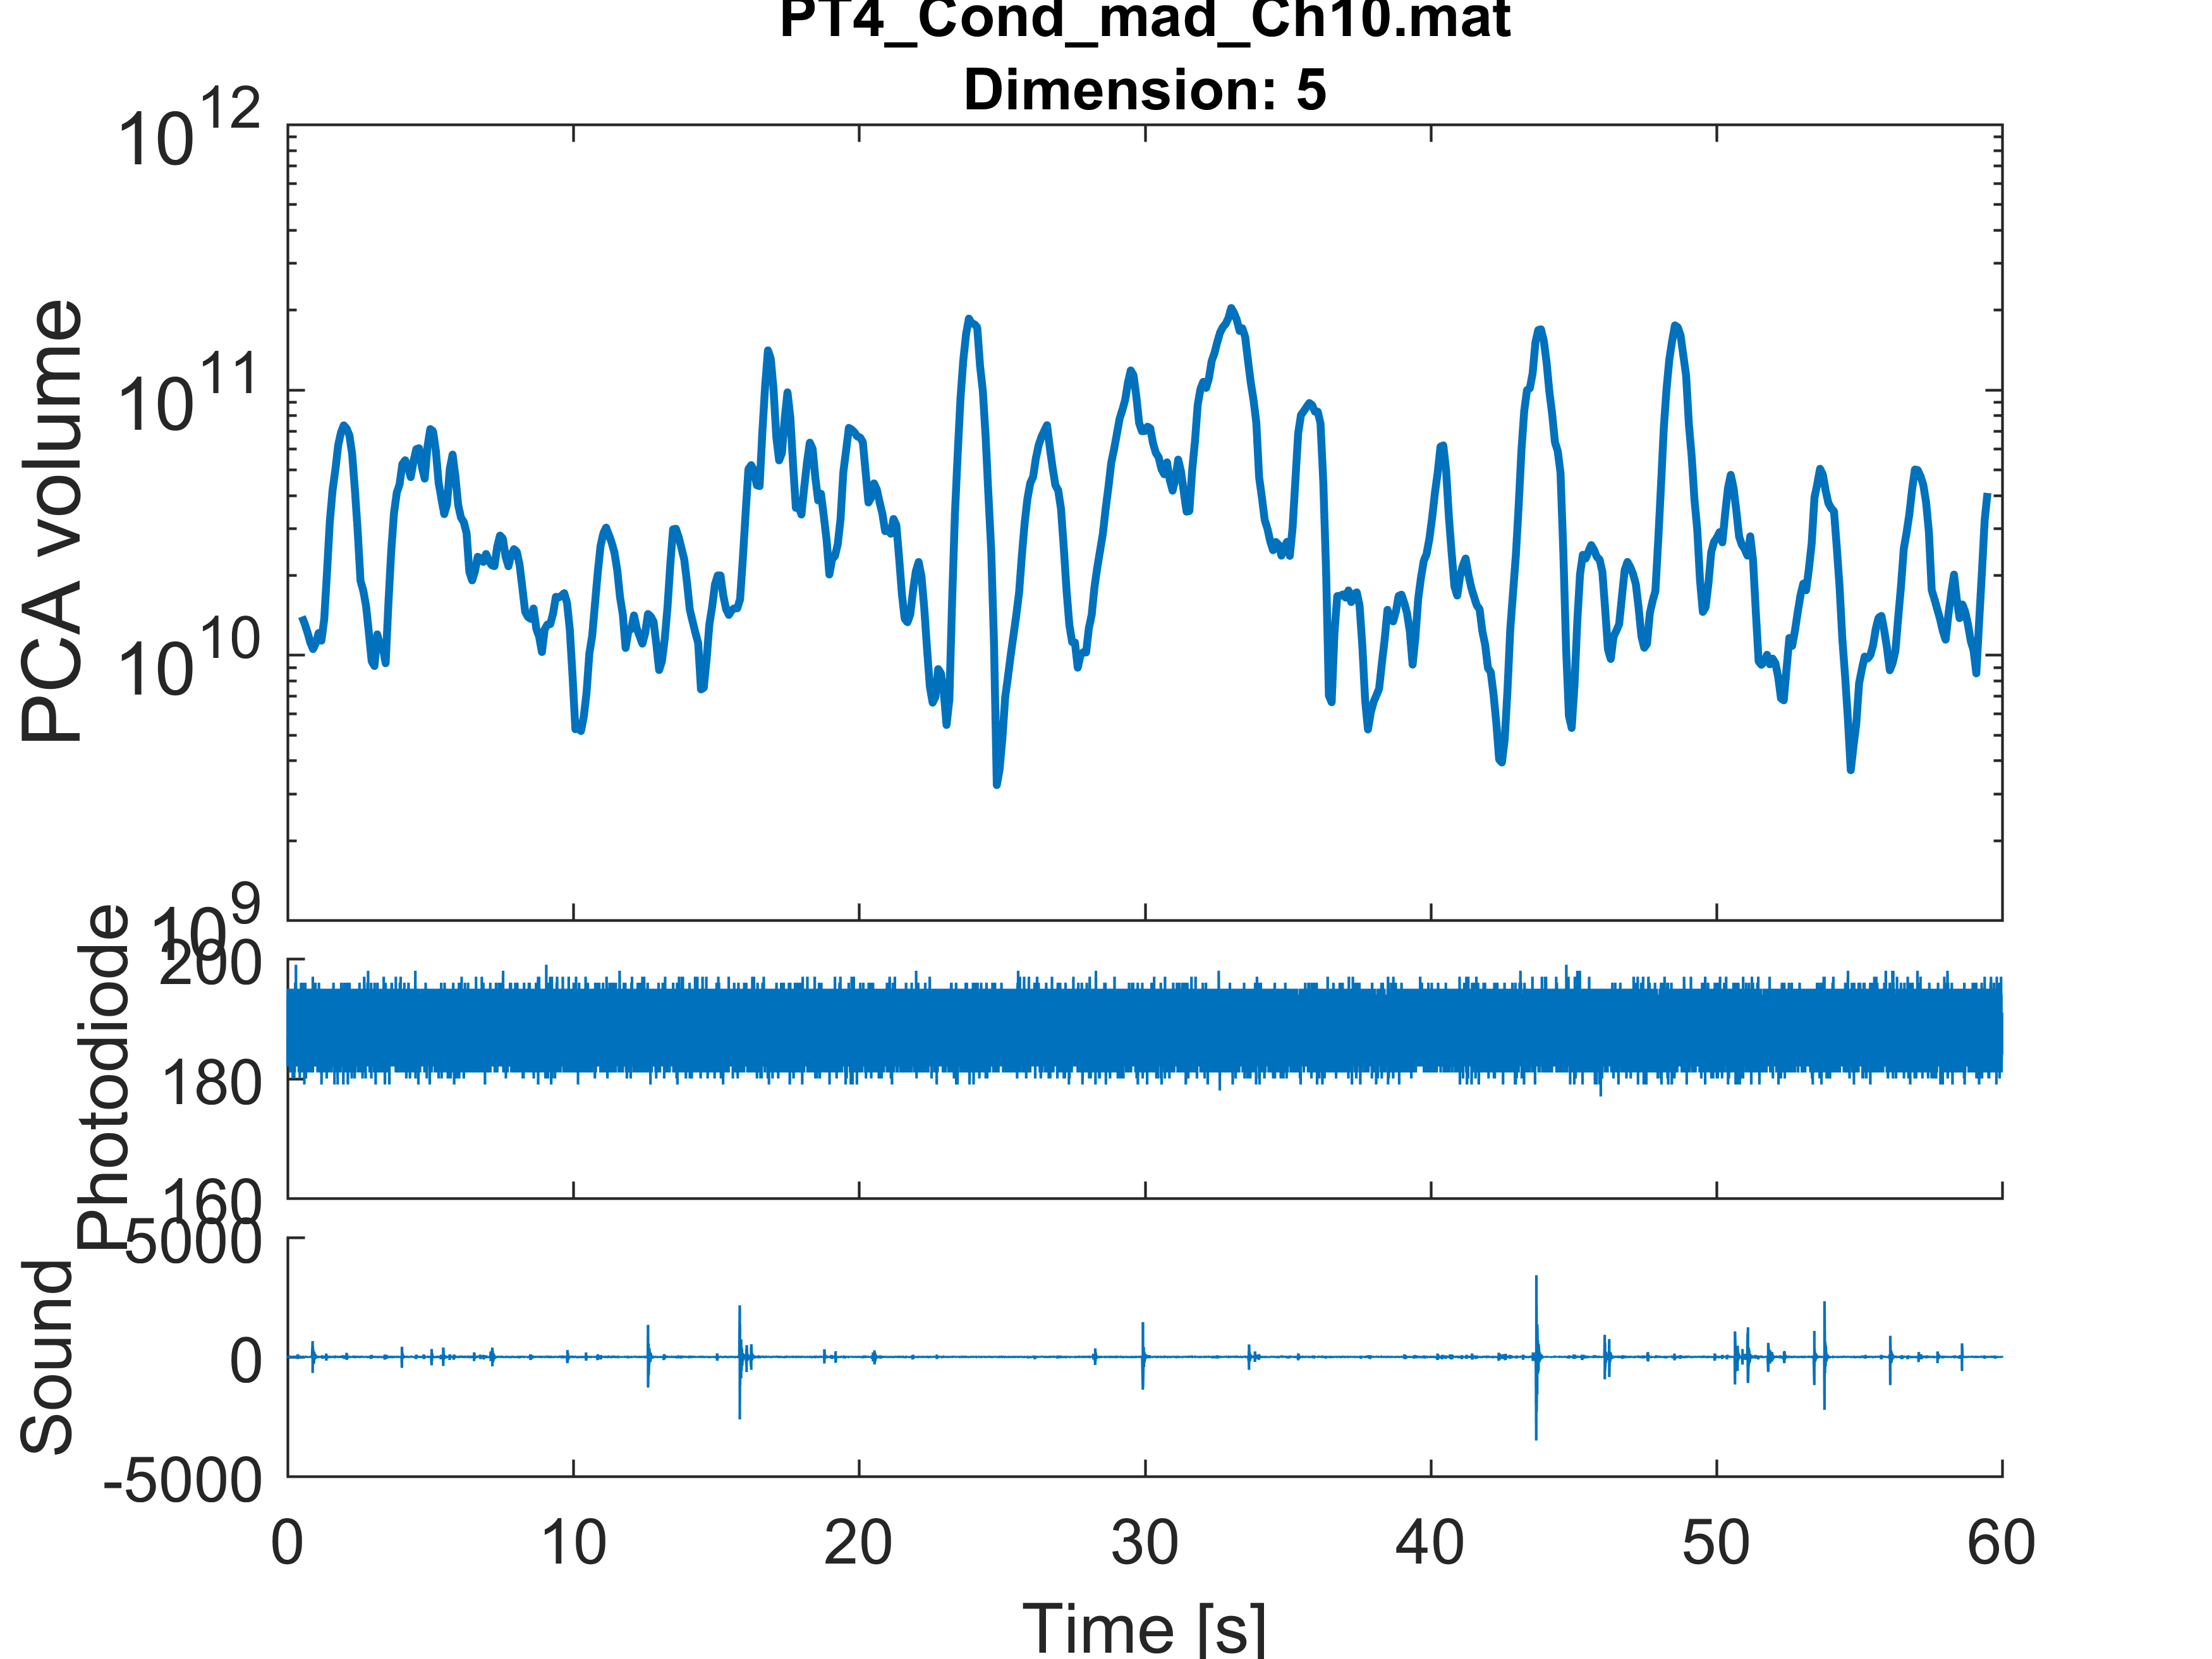 PT4_Cond_mad_Ch10.mat
Dimension: 5
10^12
10^11
10^10
10^9
PCA volume
200
180
160
Photodiode
5000
0
-5000
Sound
0 10 20 30 40 50 60
Time [s]